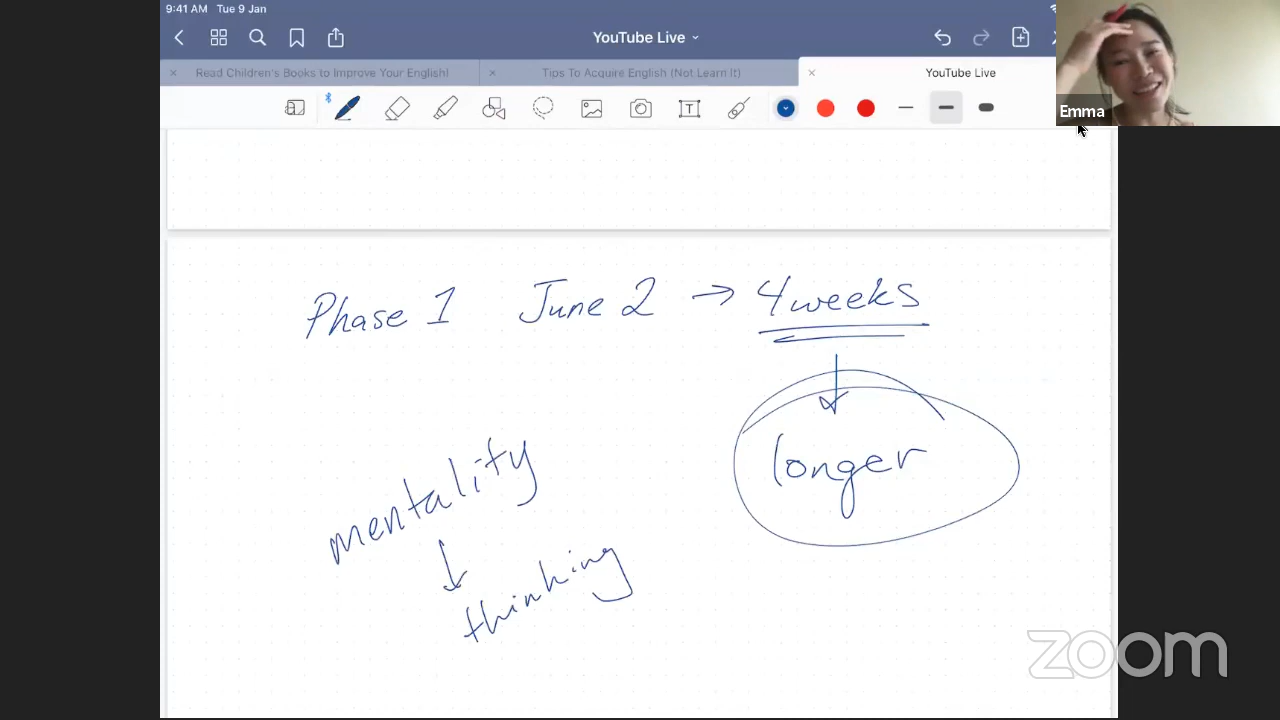 9:41 AM Tue 9 Jan
YouTube Live
Read Children's Books to Improve Your English!
Tips To Acquire English (Not Learn It)
YouTube Live
Emma
Phase 1 June 2 → 4 weeks
longer
mentality
thinking
zoom